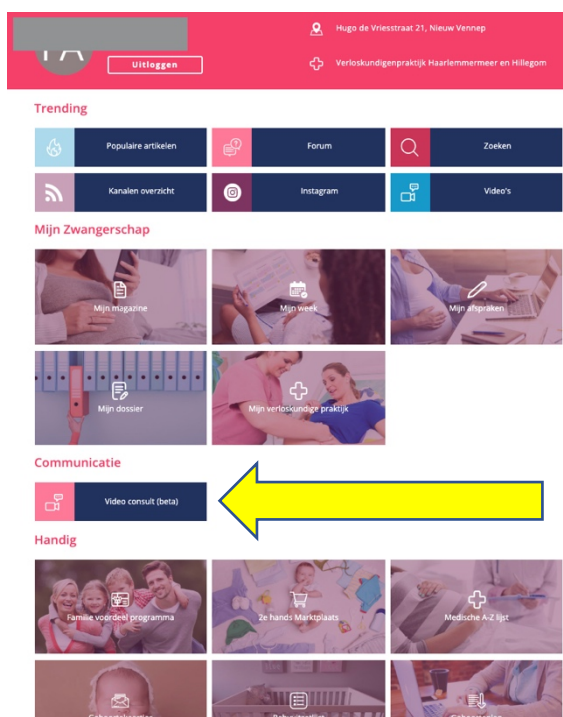 Hugo de Vriesstraat 21, Nieuw Vennep
Uitloggen
Verloskundigenpraktijk Haarlemmermeer en Hillegom
Trending
Populaire artikelen
Forum
Zoeken
Kanalen overzicht
Instagram
Video's
Mijn Zwangerschap
Mijn magazine
Mijn week
Mijn afspraken
Mijn dossier
Mijn verloskundige praktijk
Communicatie
Video consult (beta)
Handig
Familie voordeel programma
2e hands Marktplaats
Medische A-Z lijst